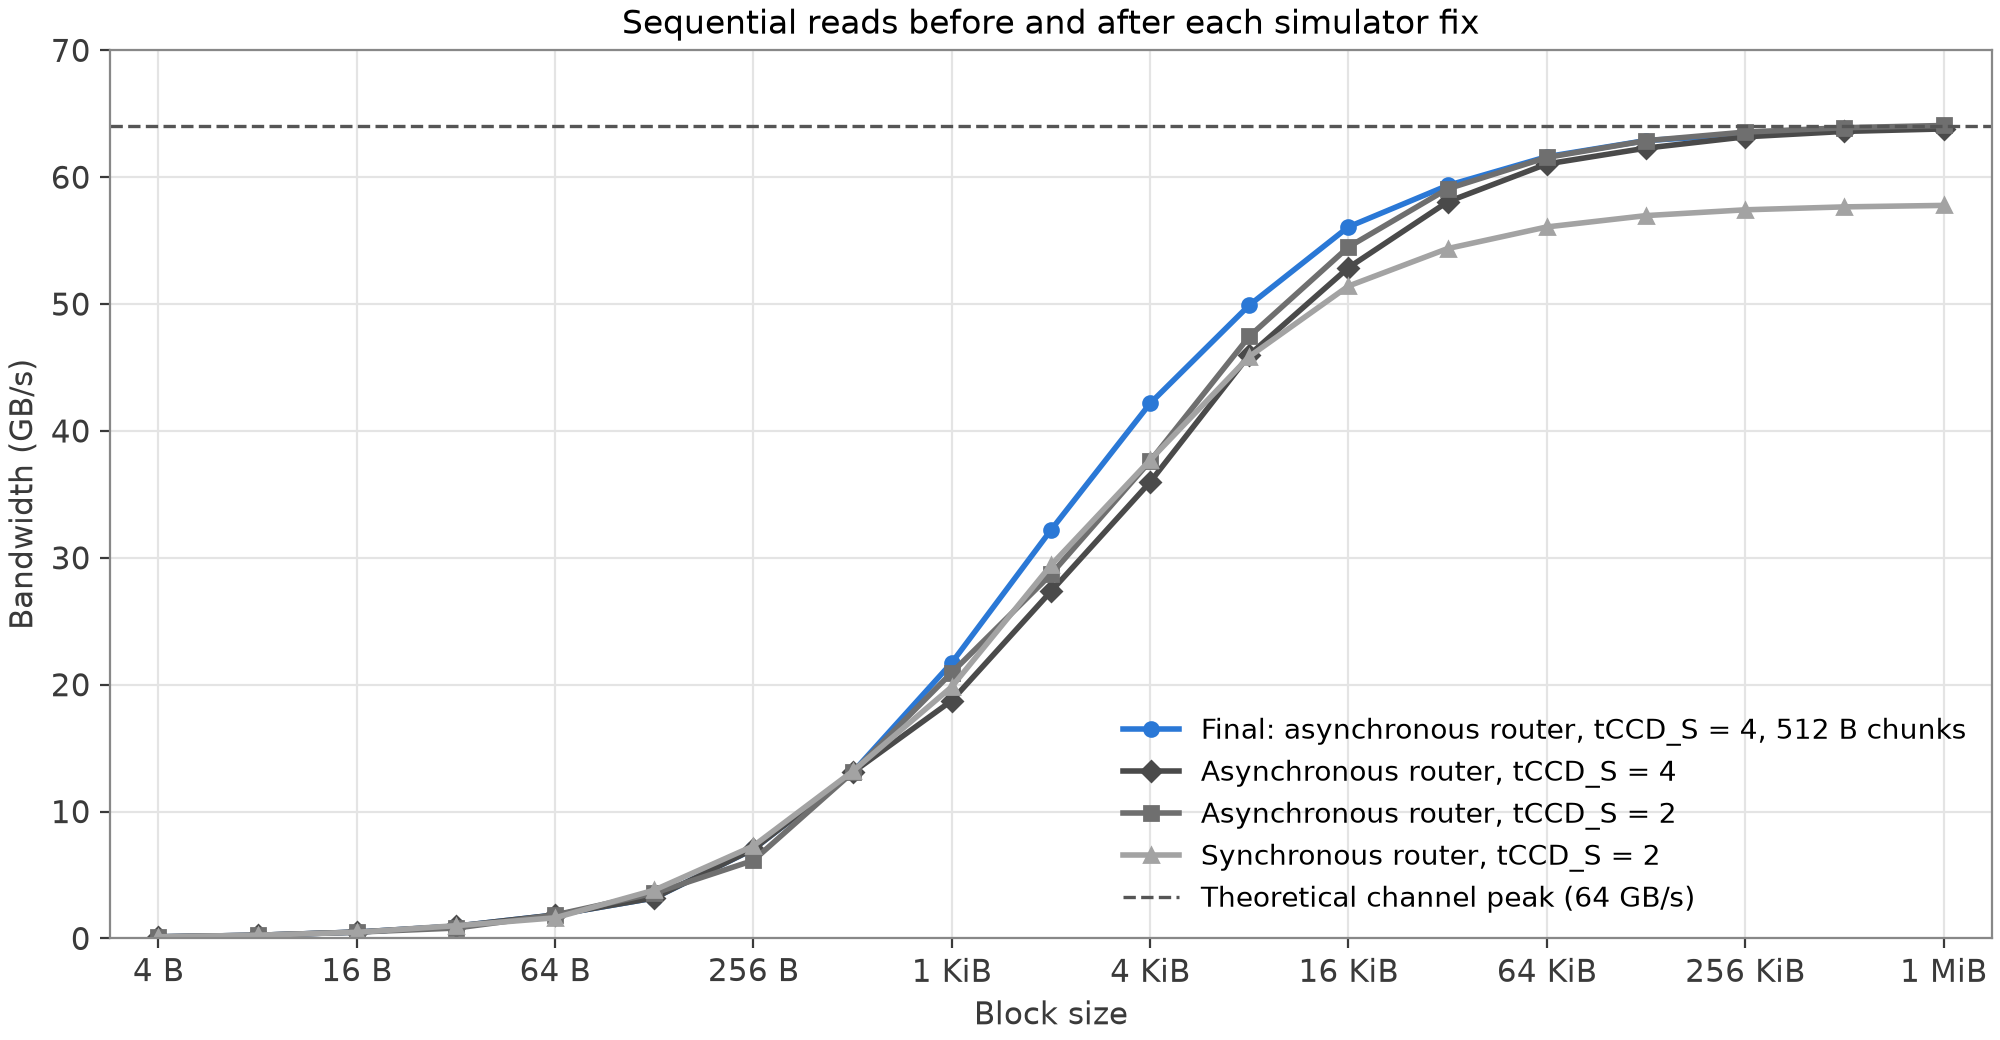 Sequential reads before and after each simulator fix
Bandwidth (GB/s)
70
60
50
40
30
20
10
0
Final: asynchronous router, tCCD_S = 4, 512 B chunks
Asynchronous router, tCCD_S = 4
Asynchronous router, tCCD_S = 2
Synchronous router, tCCD_S = 2
Theoretical channel peak (64 GB/s)
4 B 16 B 64 B 256 B 1 KiB 4 KiB 16 KiB 64 KiB 256 KiB 1 MiB
Block size